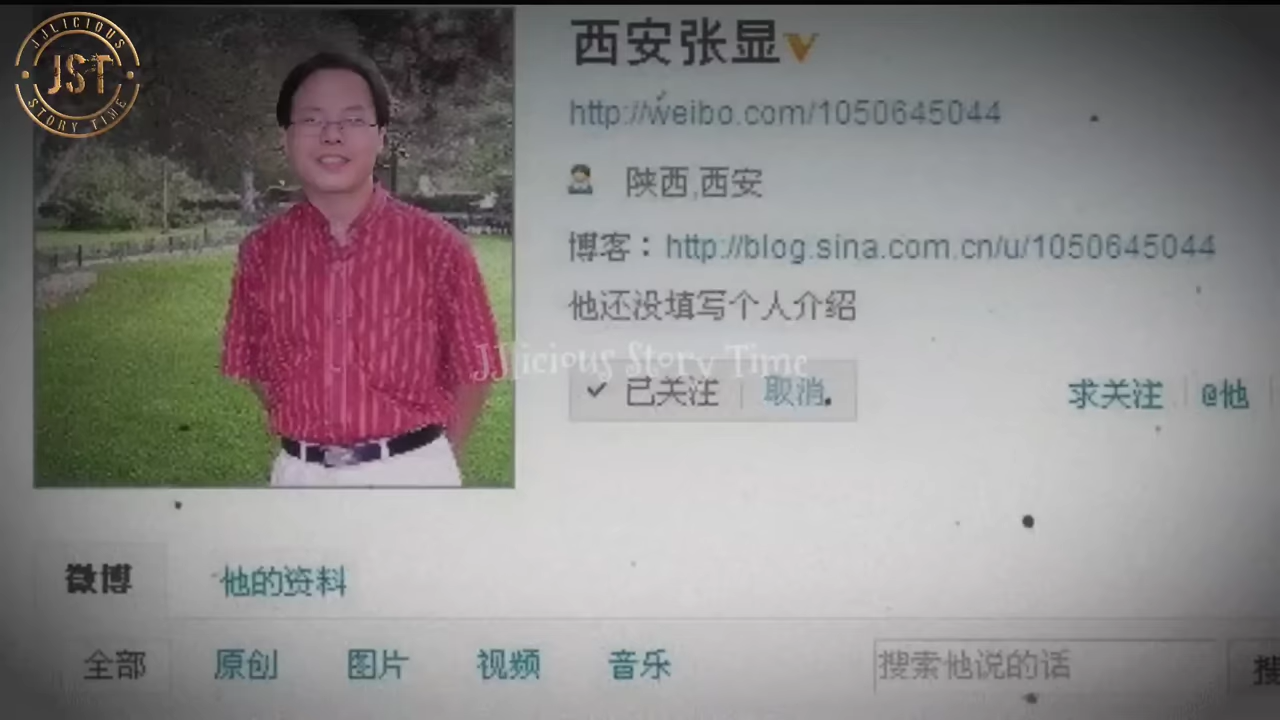 JJLICIOUS
JST
STORY TIME
西安张显
http://weibo.com/1050645044
陕西,西安
博客：http://blog.sina.com.cn/u/1050645044
他还没填写个人介绍
JJlicious Story Time
已关注 | 取消
求关注 | @他
微博 他的资料
全部 原创 图片 视频 音乐
搜索他说的话 搜